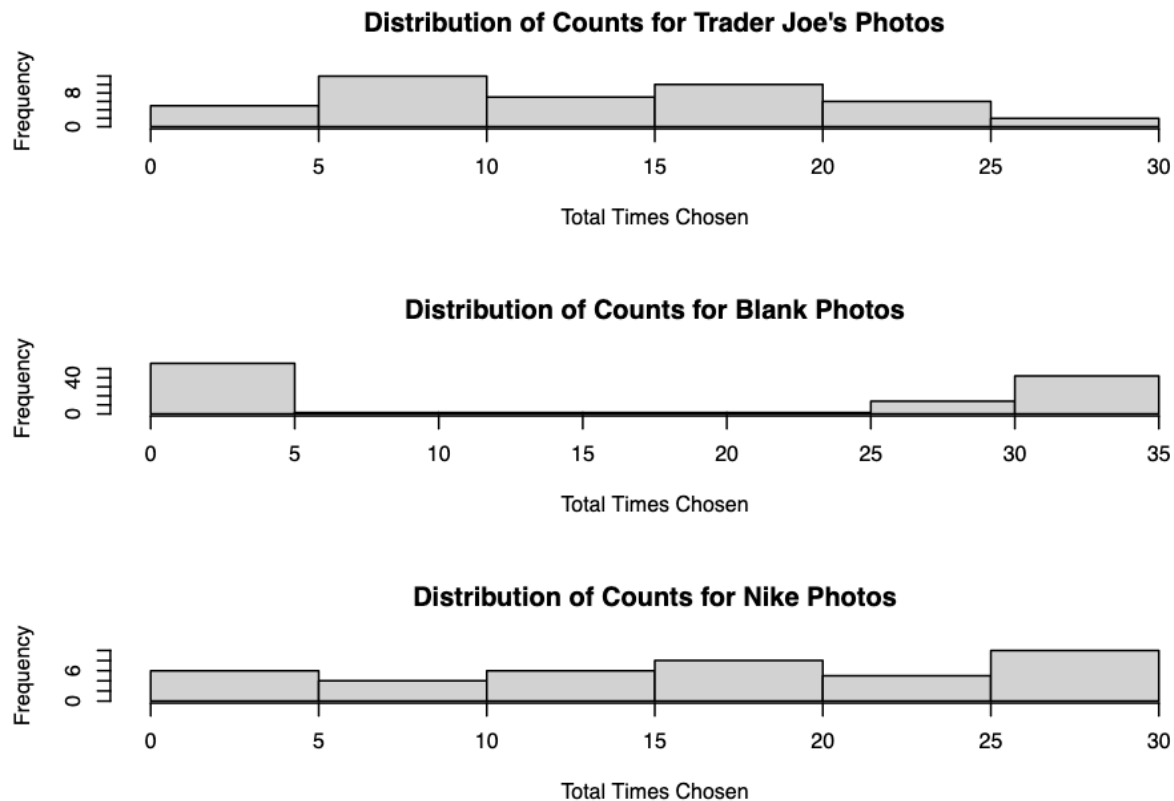 Distribution of Counts for Trader Joe's Photos
Frequency
0 8
0 5 10 15 20 25 30
Total Times Chosen
Distribution of Counts for Blank Photos
Frequency
0 40
0 5 10 15 20 25 30 35
Total Times Chosen
Distribution of Counts for Nike Photos
Frequency
0 6
0 5 10 15 20 25 30
Total Times Chosen